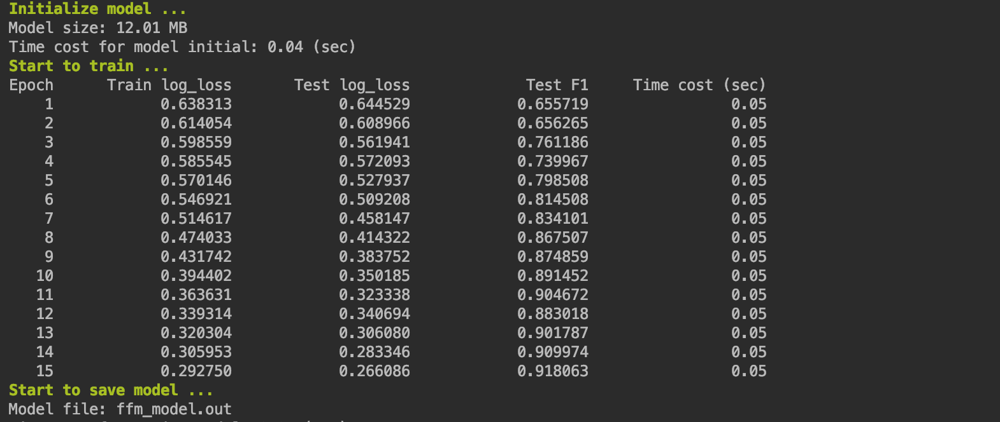 Initialize model ...
Model size: 12.01 MB
Time cost for model initial: 0.04 (sec)
Start to train ...
Epoch Train log_loss Test log_loss Test F1 Time cost (sec)
1 0.638313 0.644529 0.655719 0.05
2 0.614054 0.608966 0.656265 0.05
3 0.598559 0.561941 0.761186 0.05
4 0.585545 0.572093 0.739967 0.05
5 0.570146 0.527937 0.798508 0.05
6 0.546921 0.509208 0.814508 0.05
7 0.514617 0.458147 0.834101 0.05
8 0.474033 0.414322 0.867507 0.05
9 0.431742 0.383752 0.874859 0.05
10 0.394402 0.350185 0.891452 0.05
11 0.363631 0.323338 0.904672 0.05
12 0.339314 0.340694 0.883018 0.05
13 0.320304 0.306080 0.901787 0.05
14 0.305953 0.283346 0.909974 0.05
15 0.292750 0.266086 0.918063 0.05
Start to save model ...
Model file: ffm_model.out